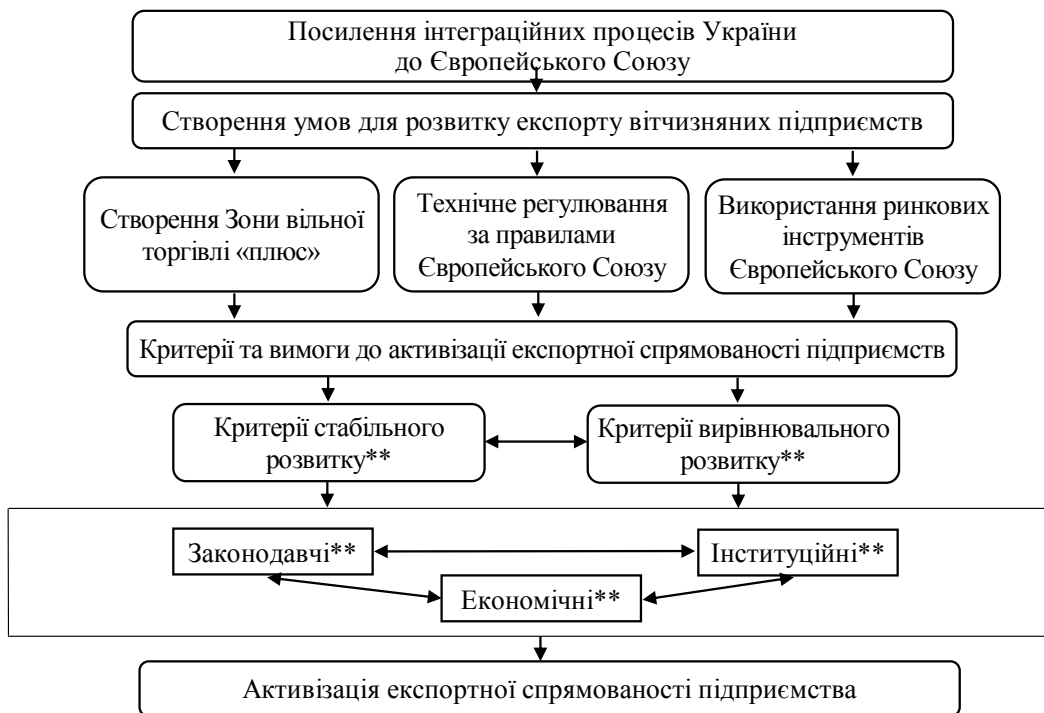 Посилення інтеграційних процесів України
до Європейського Союзу
Створення умов для розвитку експорту вітчизняних підприємств
Створення Зони вільної
торгівлі «плюс»
Технічне регулювання
за правилами
Європейського Союзу
Використання ринкових
інструментів
Європейського Союзу
Критерії та вимоги до активізації експортної спрямованості підприємств
Критерії стабільного
розвитку**
Критерії вирівнювального
розвитку**
Законодавчі**
Інституційні**
Економічні**
Активізація експортної спрямованості підприємства